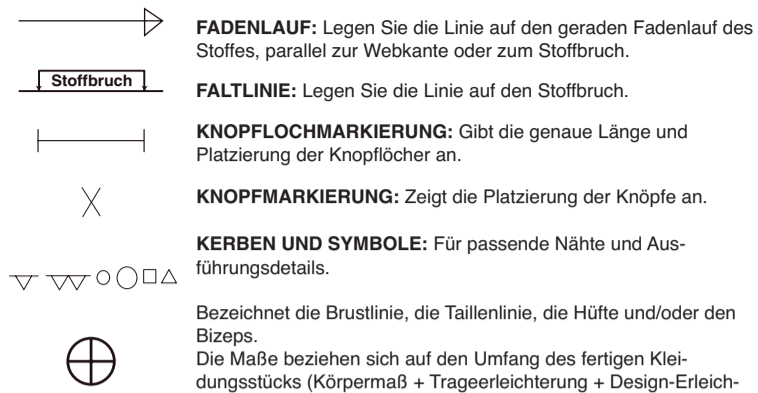 FADENLAUF: Legen Sie die Linie auf den geraden Fadenlauf des
Stoffes, parallel zur Webkante oder zum Stoffbruch.
Stoffbruch
FALTLINIE: Legen Sie die Linie auf den Stoffbruch.
KNOPFLOCHMARKIERUNG: Gibt die genaue Länge und
Platzierung der Knopflöcher an.
KNOPFMARKIERUNG: Zeigt die Platzierung der Knöpfe an.
KERBEN UND SYMBOLE: Für passende Nähte und Aus-
führungsdetails.
Bezeichnet die Brustlinie, die Taillenlinie, die Hüfte und/oder den
Bizeps.
Die Maße beziehen sich auf den Umfang des fertigen Klei-
dungsstücks (Körpermaß + Trageerleichterung + Design-Erleich-